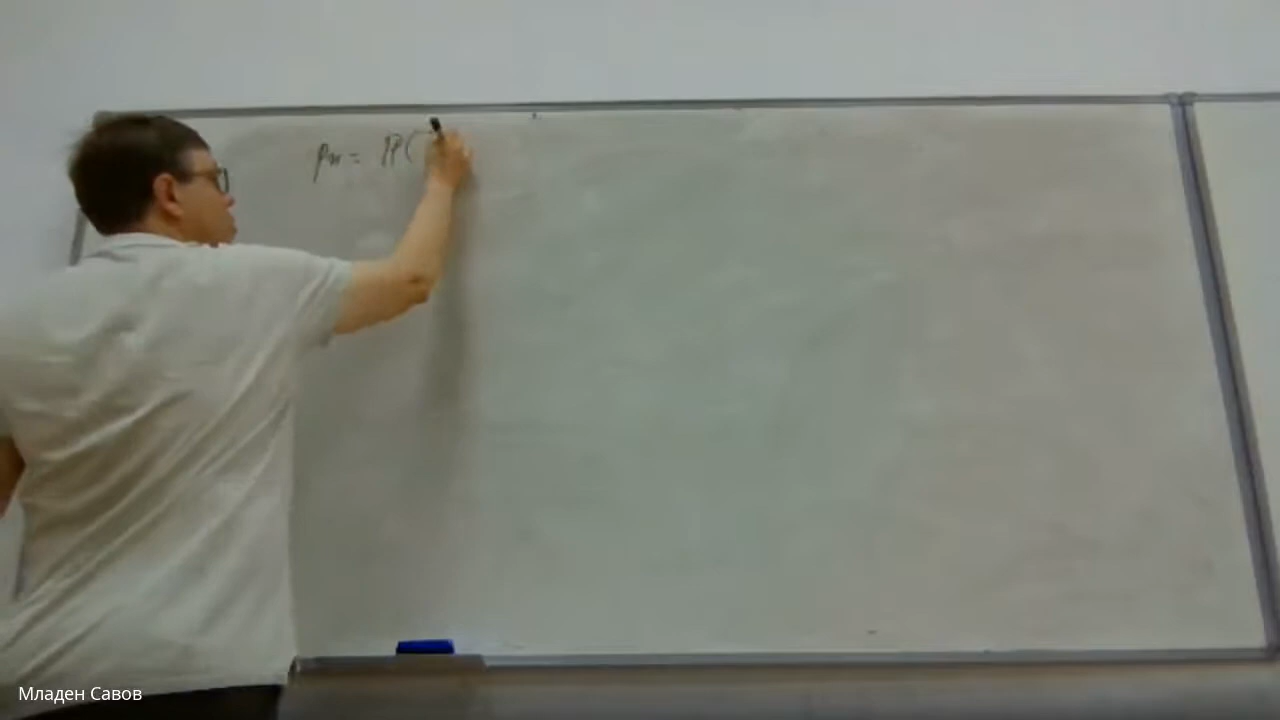 pn = P(
Младен Савов